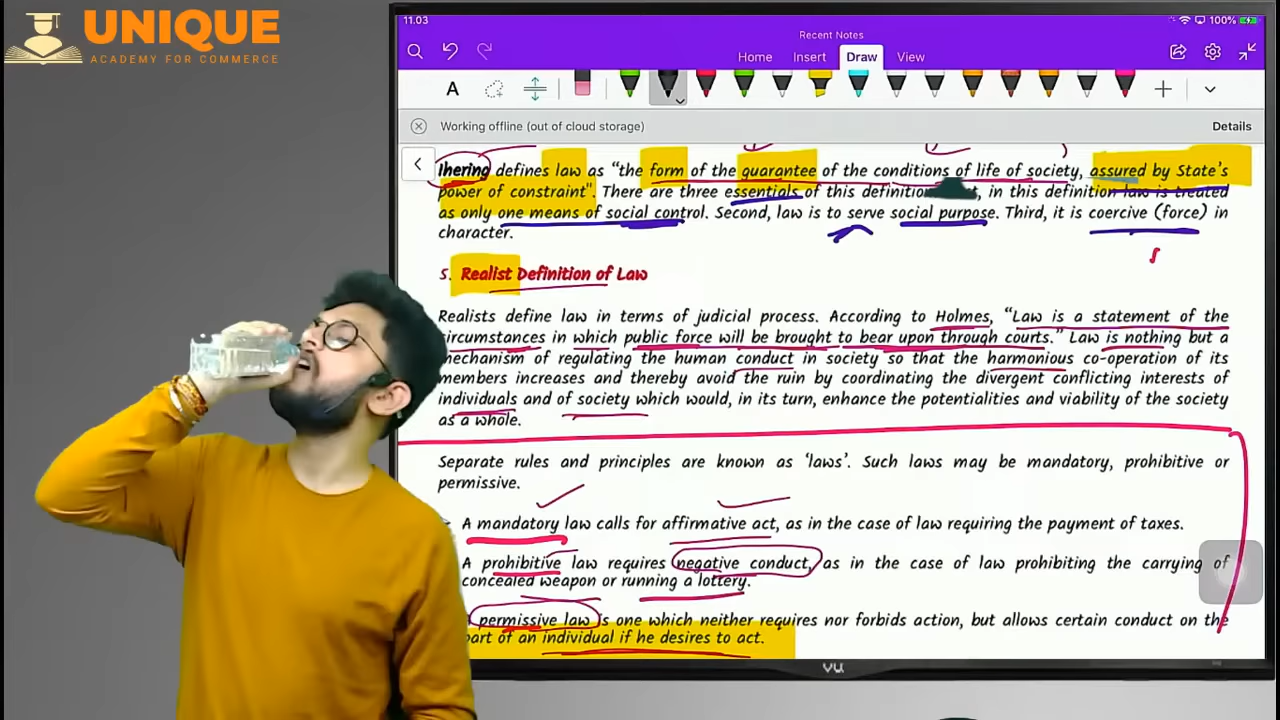 UNIQUE
ACADEMY FOR COMMERCE
11.03
100%
Recent Notes
Home Insert Draw View
A
Working offline (out of cloud storage)
Details
Ihering defines law as “the form of the guarantee of the conditions of life of society, assured by State’s
power of constraint". There are three essentials of this definition in this definition law is treated
as only one means of social control. Second, law is to serve social purpose. Third, it is coercive (force) in
character.
5. Realist Definition of Law
Realists define law in terms of judicial process. According to Holmes, “Law is a statement of the
circumstances in which public force will be brought to bear upon through courts.” Law is nothing but a
mechanism of regulating the human conduct in society so that the harmonious co-operation of its
members increases and thereby avoid the ruin by coordinating the divergent conflicting interests of
individuals and of society which would, in its turn, enhance the potentialities and viability of the society
as a whole.
Separate rules and principles are known as ‘laws’. Such laws may be mandatory, prohibitive or
permissive.
A mandatory law calls for affirmative act, as in the case of law requiring the payment of taxes.
A prohibitive law requires negative conduct, as in the case of law prohibiting the carrying of
concealed weapon or running a lottery.
permissive law is one which neither requires nor forbids action, but allows certain conduct on the
part of an individual if he desires to act.
VU